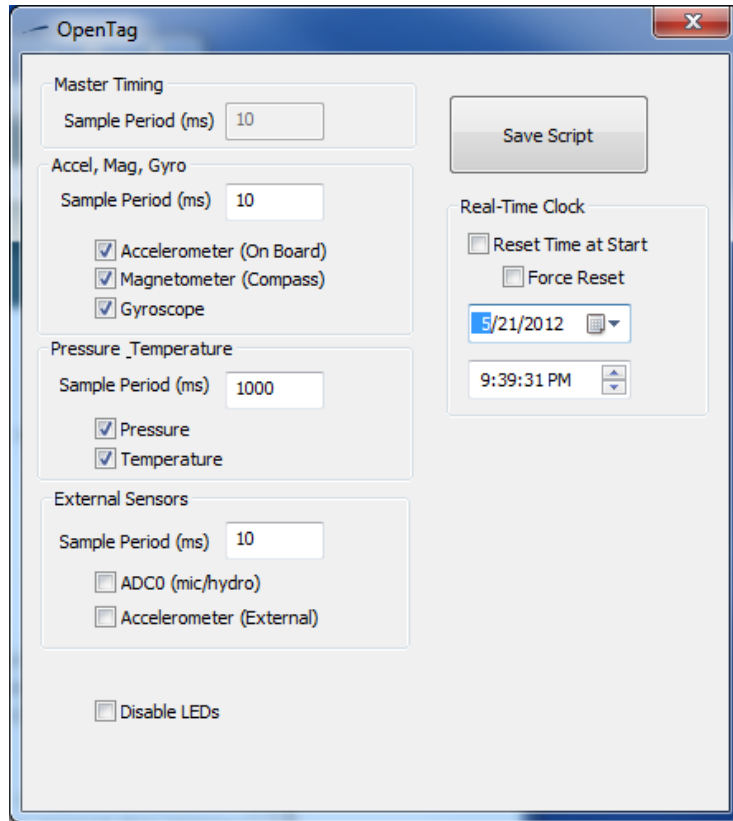 OpenTag
Master Timing
Sample Period (ms) 10
Accel, Mag, Gyro
Sample Period (ms) 10
Accelerometer (On Board)
Magnetometer (Compass)
Gyroscope
Pressure _Temperature
Sample Period (ms) 1000
Pressure
Temperature
External Sensors
Sample Period (ms) 10
ADC0 (mic/hydro)
Accelerometer (External)
Disable LEDs
Save Script
Real-Time Clock
Reset Time at Start
Force Reset
5/21/2012
9:39:31 PM